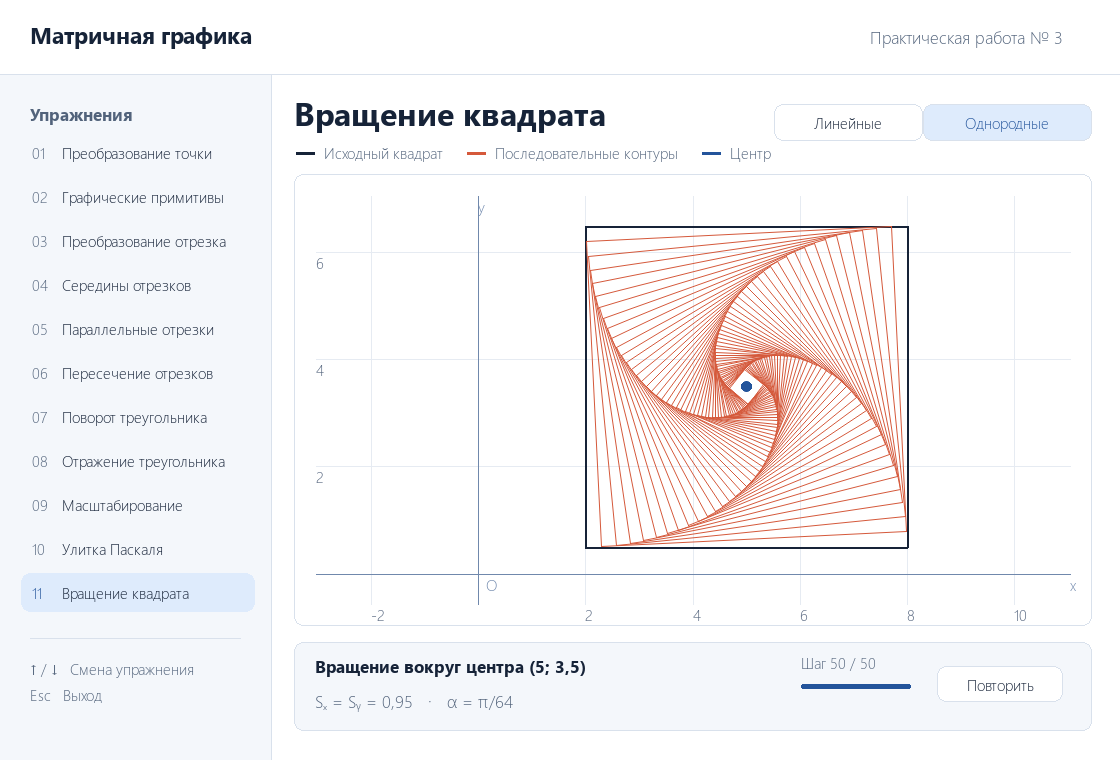 Матричная графика
Практическая работа № 3
Упражнения
01 Преобразование точки
02 Графические примитивы
03 Преобразование отрезка
04 Середины отрезков
05 Параллельные отрезки
06 Пересечение отрезков
07 Поворот треугольника
08 Отражение треугольника
09 Масштабирование
10 Улитка Паскаля
11 Вращение квадрата
↑ / ↓ Смена упражнения
Esc Выход
Вращение квадрата
Линейные
Однородные
Исходный квадрат
Последовательные контуры
Центр
y
6
4
2
O
x
-2
2
4
6
8
10
Вращение вокруг центра (5; 3,5)
Sₓ = Sᵧ = 0,95 · α = π/64
Шаг 50 / 50
Повторить